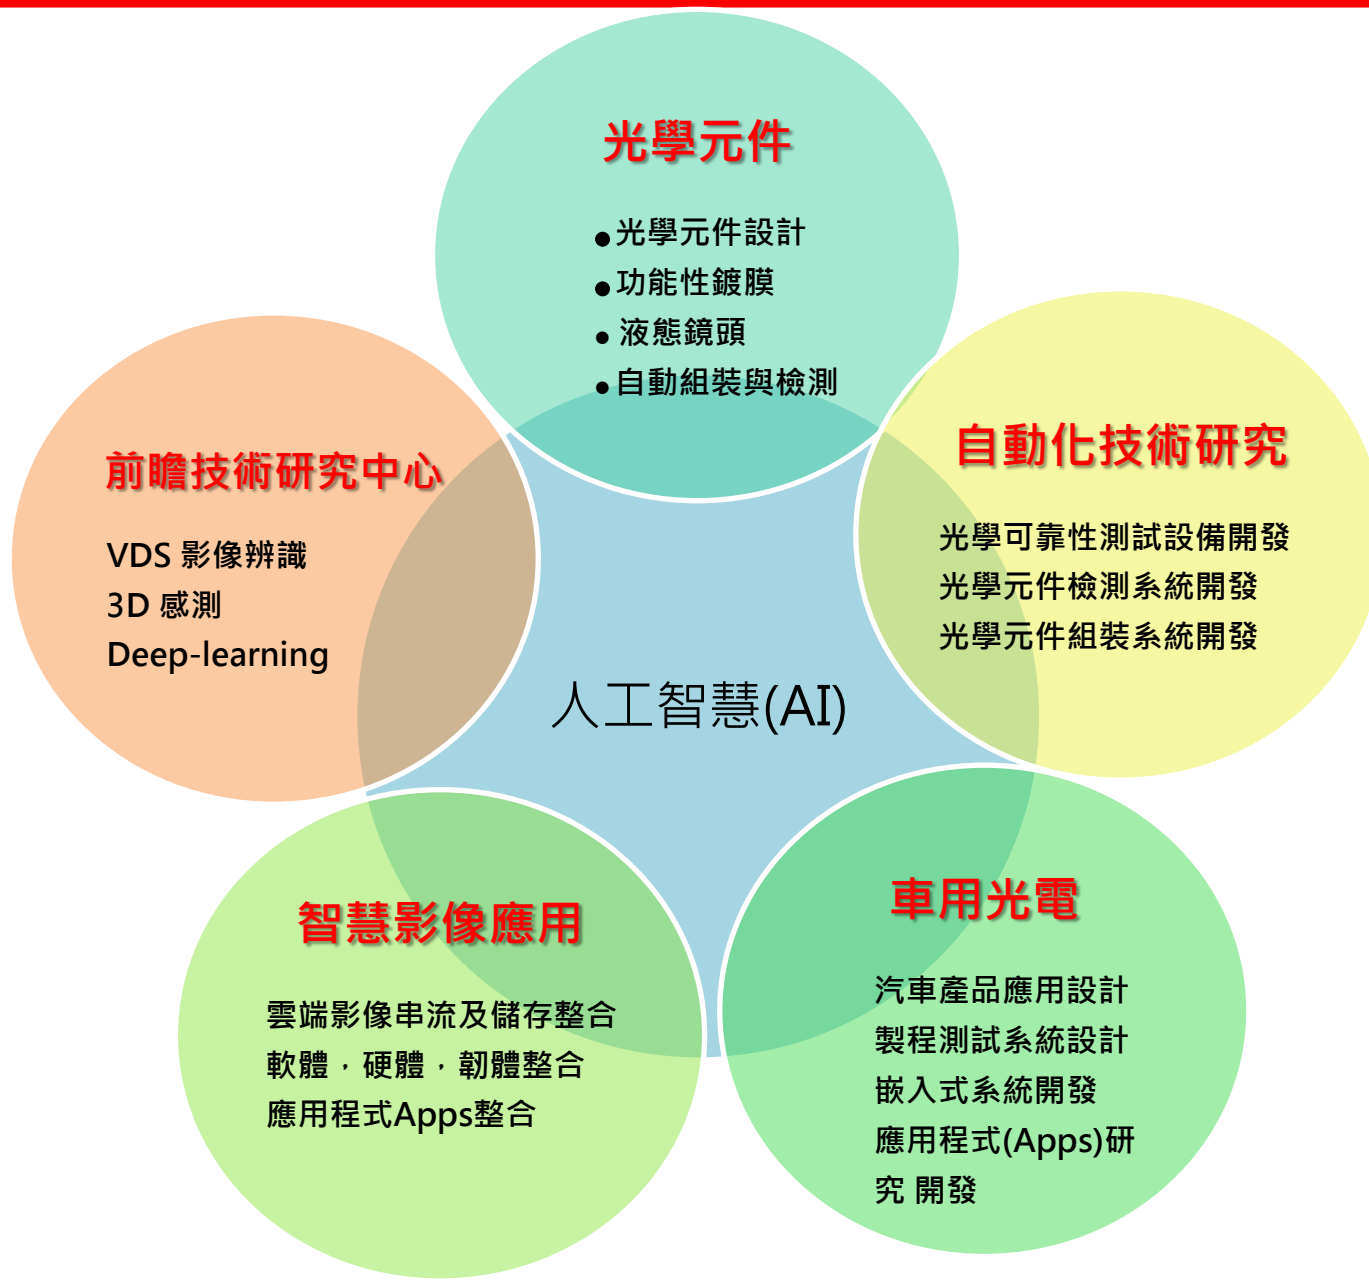 光學元件
●光學元件設計
●功能性鍍膜
● 液態鏡頭
●自動組裝與檢測
前瞻技術研究中心
VDS 影像辨識
3D 感測
Deep-learning
自動化技術研究
光學可靠性測試設備開發
光學元件檢測系統開發
光學元件組裝系統開發
人工智慧(AI)
智慧影像應用
雲端影像串流及儲存整合
軟體，硬體，韌體整合
應用程式Apps整合
車用光電
汽車產品應用設計
製程測試系統設計
嵌入式系統開發
應用程式(Apps)研
究 開發